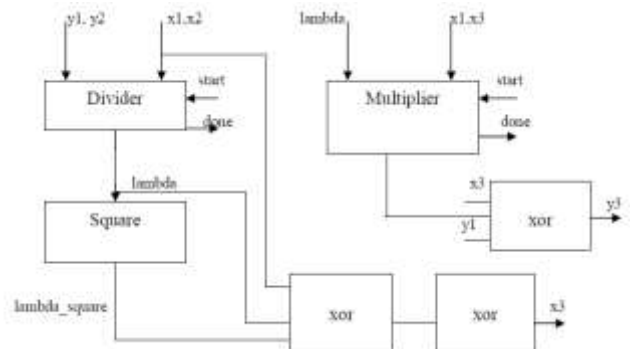 y1, y2
x1,x2
lambda
x1,x3
start
Divider
done
start
Multiplier
done
lambda
Square
x3
y1
xor
y3
lambda_square
xor
xor
x3